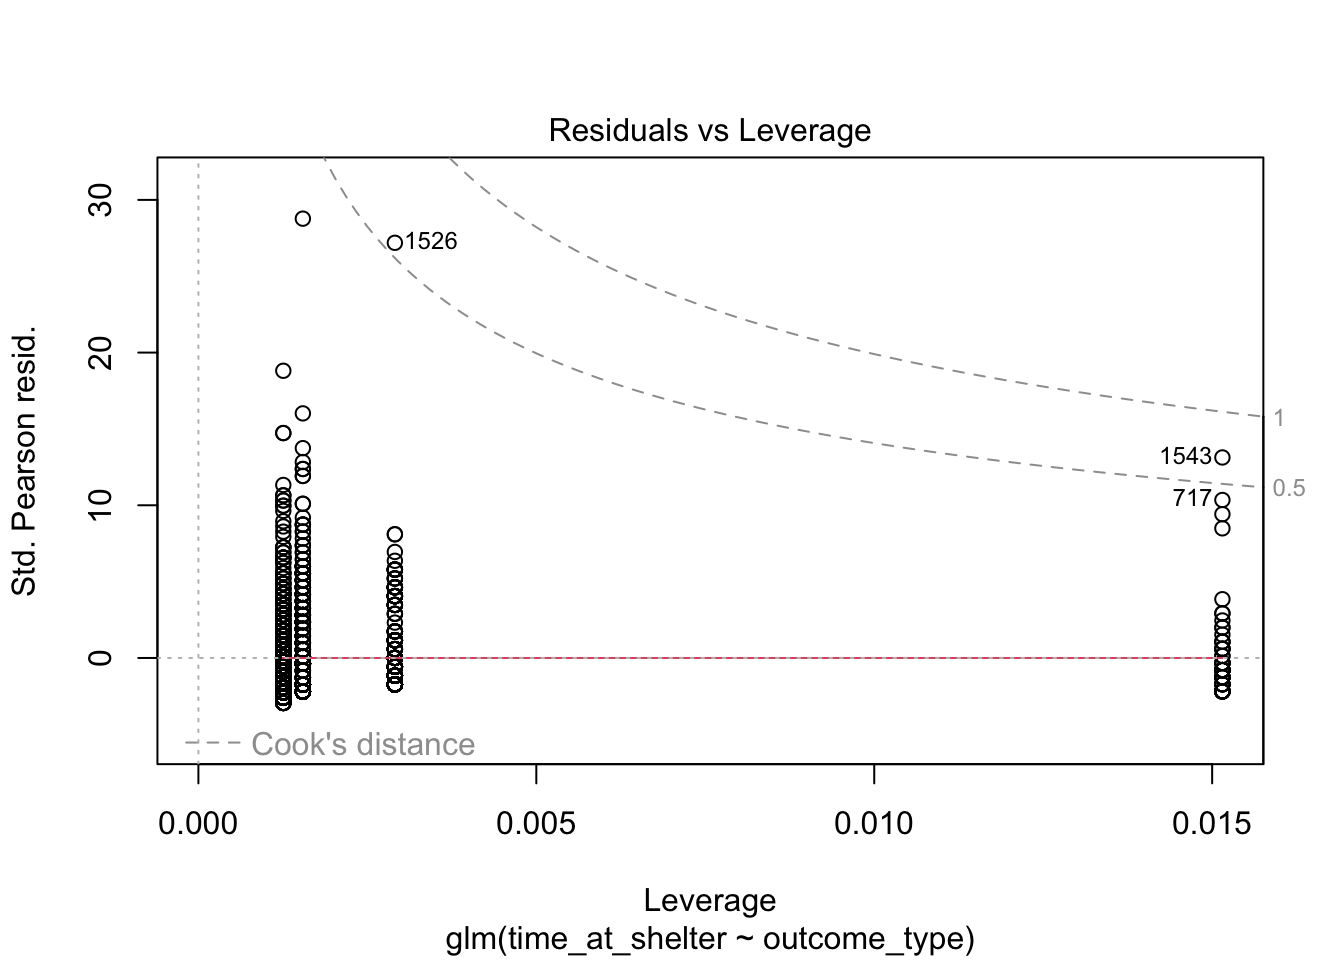 Residuals vs Leverage
Std. Pearson resid.
30
20
10
0
1526
1543
717
1
0.5
Cook's distance
0.000 0.005 0.010 0.015
Leverage
glm(time_at_shelter ~ outcome_type)